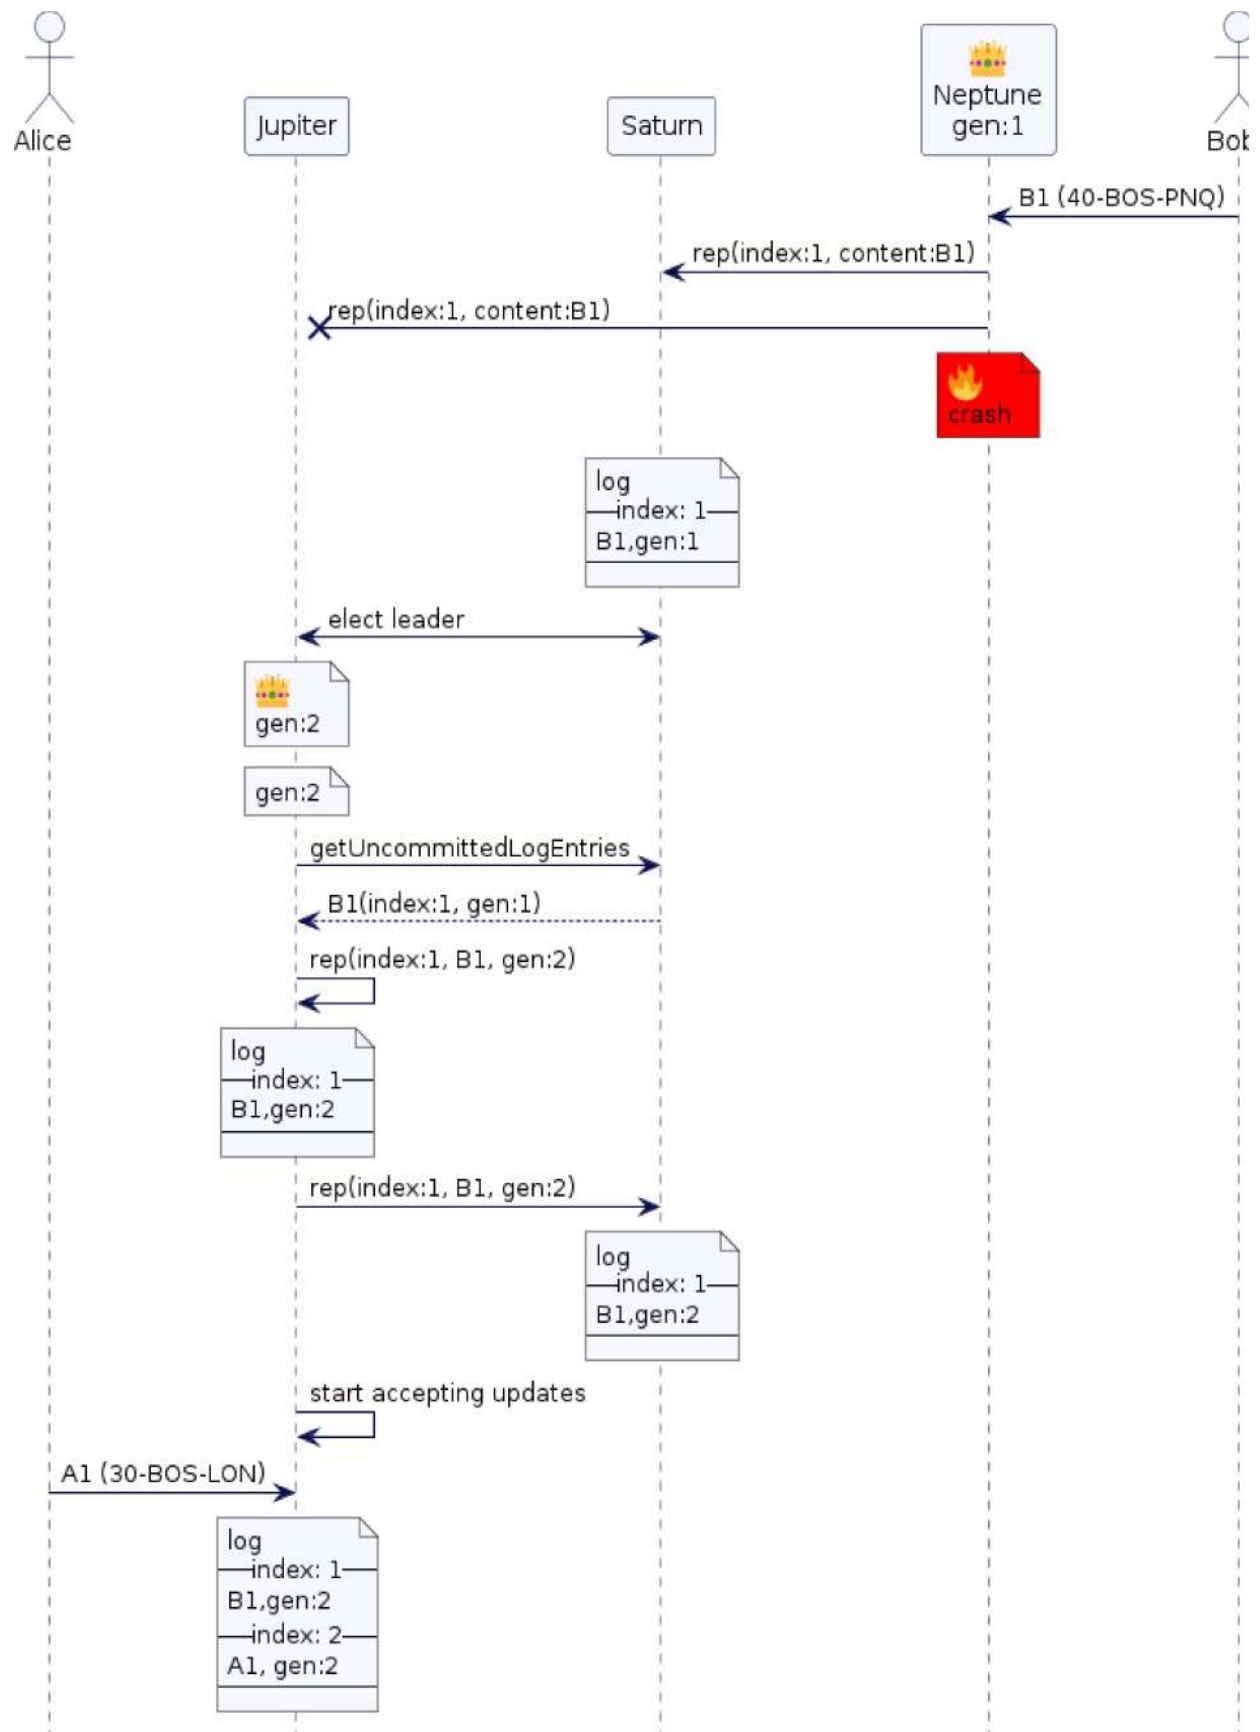 Alice
Jupiter
Saturn
Neptune
gen:1
Bob
B1 (40-BOS-PNQ)
rep(index:1, content:B1)
rep(index:1, content:B1)
crash
log
index: 1
B1,gen:1
elect leader
gen:2
gen:2
getUncommittedLogEntries
B1(index:1, gen:1)
rep(index:1, B1, gen:2)
log
index: 1
B1,gen:2
rep(index:1, B1, gen:2)
log
index: 1
B1,gen:2
start accepting updates
A1 (30-BOS-LON)
log
index: 1
B1,gen:2
index: 2
A1, gen:2